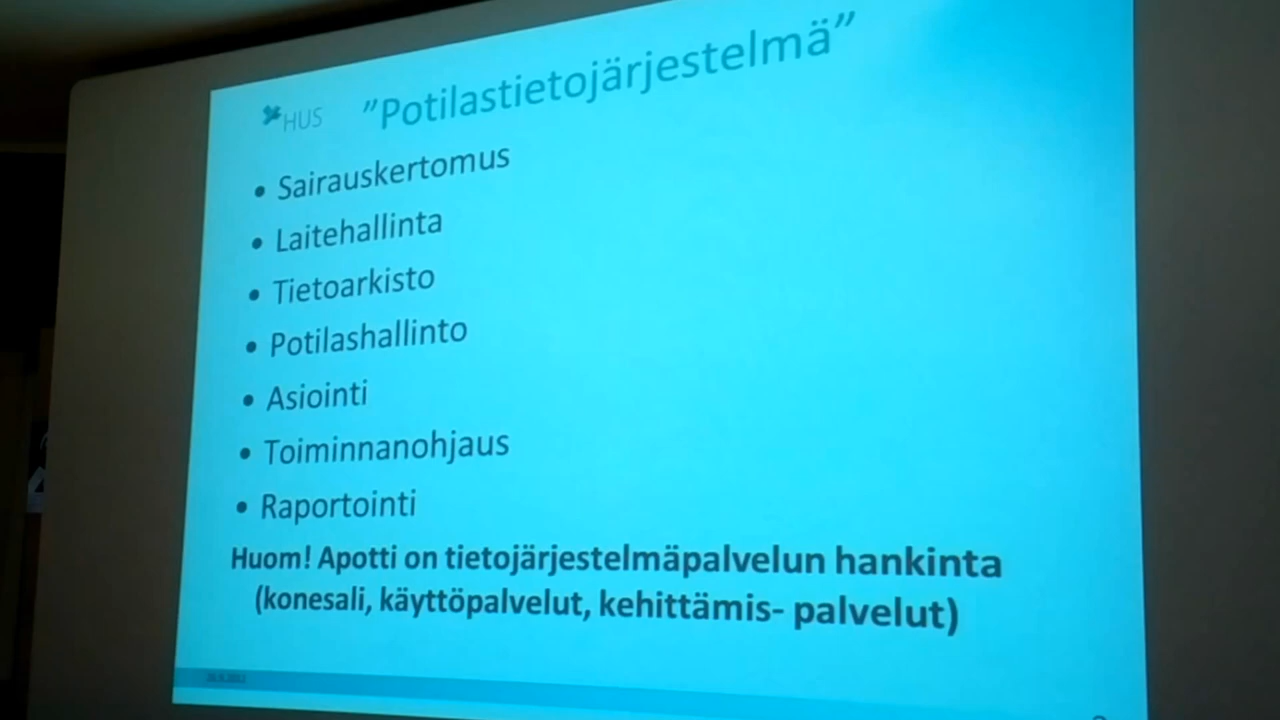 HUS
”Potilastietojärjestelmä”
• Sairauskertomus
• Laitehallinta
• Tietoarkisto
• Potilashallinto
• Asiointi
• Toiminnanohjaus
• Raportointi
Huom! Apotti on tietojärjestelmäpalvelun hankinta
(konesali, käyttöpalvelut, kehittämis- palvelut)